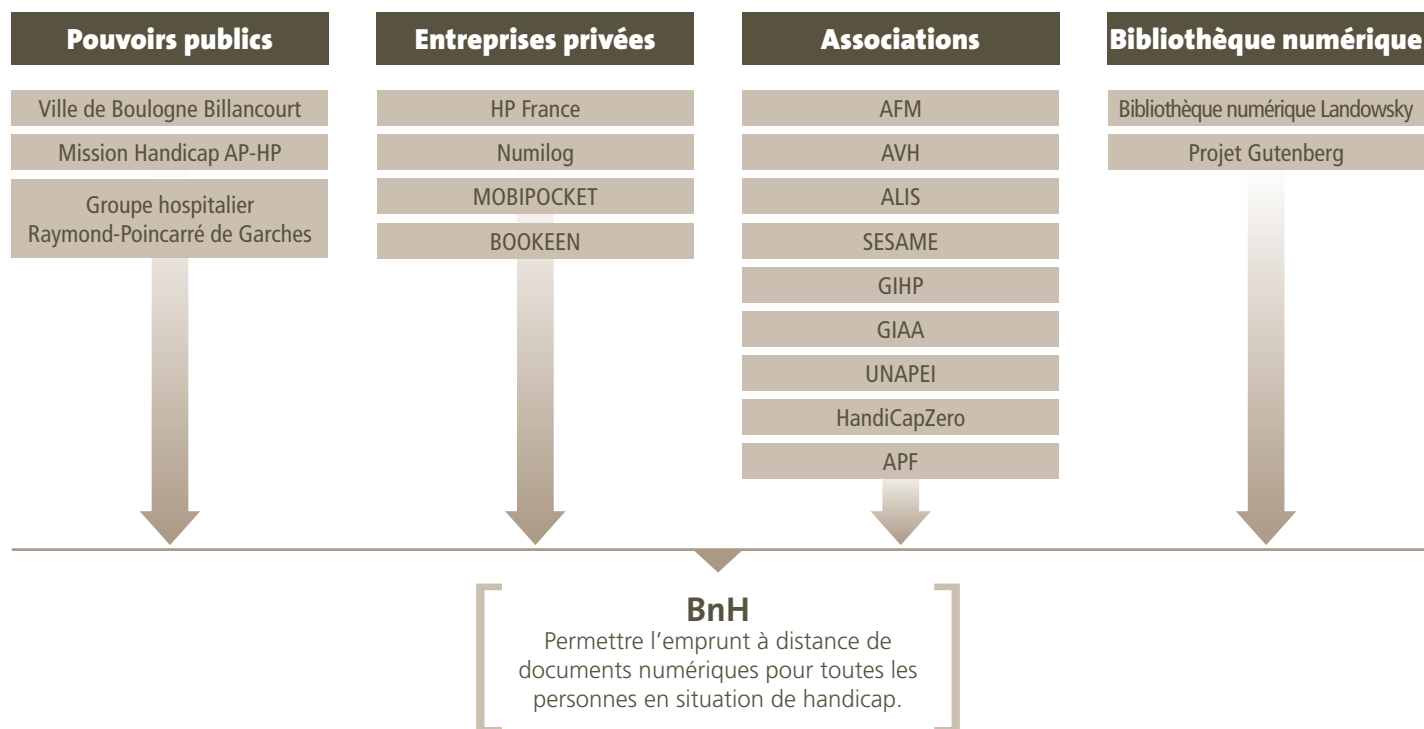 Pouvoirs publics
Ville de Boulogne Billancourt
Mission Handicap AP-HP
Groupe hospitalier
Raymond-Poincarré de Garches
Entreprises privées
HP France
Numilog
MOBIPOCKET
BOOKEEN
Associations
AFM
AVH
ALIS
SESAME
GIHP
GIAA
UNAPEI
HandiCapZero
APF
Bibliothèque numérique
Bibliothèque numérique Landowsky
Projet Gutenberg
BnH
Permettre l’emprunt à distance de
documents numériques pour toutes les
personnes en situation de handicap.